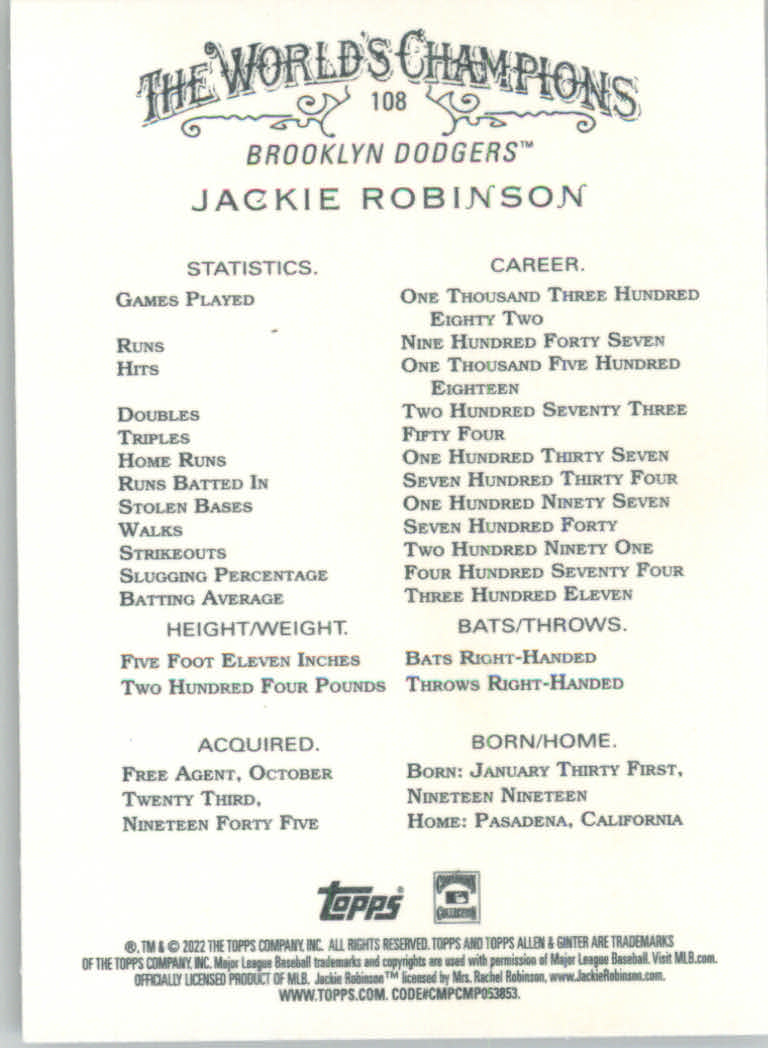 THE WORLD'S CHAMPIONS
108
BROOKLYN DODGERS™
JACKIE ROBINSON
STATISTICS.
CAREER.
GAMES PLAYED
ONE THOUSAND THREE HUNDRED
EIGHTY TWO
RUNS
NINE HUNDRED FORTY SEVEN
HITS
ONE THOUSAND FIVE HUNDRED
EIGHTEEN
DOUBLES
TWO HUNDRED SEVENTY THREE
TRIPLES
FIFTY FOUR
HOME RUNS
ONE HUNDRED THIRTY SEVEN
RUNS BATTED IN
SEVEN HUNDRED THIRTY FOUR
STOLEN BASES
ONE HUNDRED NINETY SEVEN
WALKS
SEVEN HUNDRED FORTY
STRIKEOUTS
TWO HUNDRED NINETY ONE
SLUGGING PERCENTAGE
FOUR HUNDRED SEVENTY FOUR
BATTING AVERAGE
THREE HUNDRED ELEVEN
HEIGHT/WEIGHT.
FIVE FOOT ELEVEN INCHES
TWO HUNDRED FOUR POUNDS
BATS/THROWS.
BATS RIGHT-HANDED
THROWS RIGHT-HANDED
ACQUIRED.
FREE AGENT, OCTOBER
TWENTY THIRD,
NINETEEN FORTY FIVE
BORN/HOME.
BORN: JANUARY THIRTY FIRST,
NINETEEN NINETEEN
HOME: PASADENA, CALIFORNIA
topps®
COOPERSTOWN
COLLECTION
®, TM & © 2022 THE TOPPS COMPANY, INC. ALL RIGHTS RESERVED. TOPPS AND TOPPS ALLEN & GINTER ARE TRADEMARKS
OF THE TOPPS COMPANY, INC. Major League Baseball trademarks and copyrights are used with permission of Major League Baseball. Visit MLB.com.
OFFICIALLY LICENSED PRODUCT OF MLB. Jackie Robinson™ licensed by Mrs. Rachel Robinson, www.JackieRobinson.com.
WWW.TOPPS.COM. CODE#CMPCMP053853.